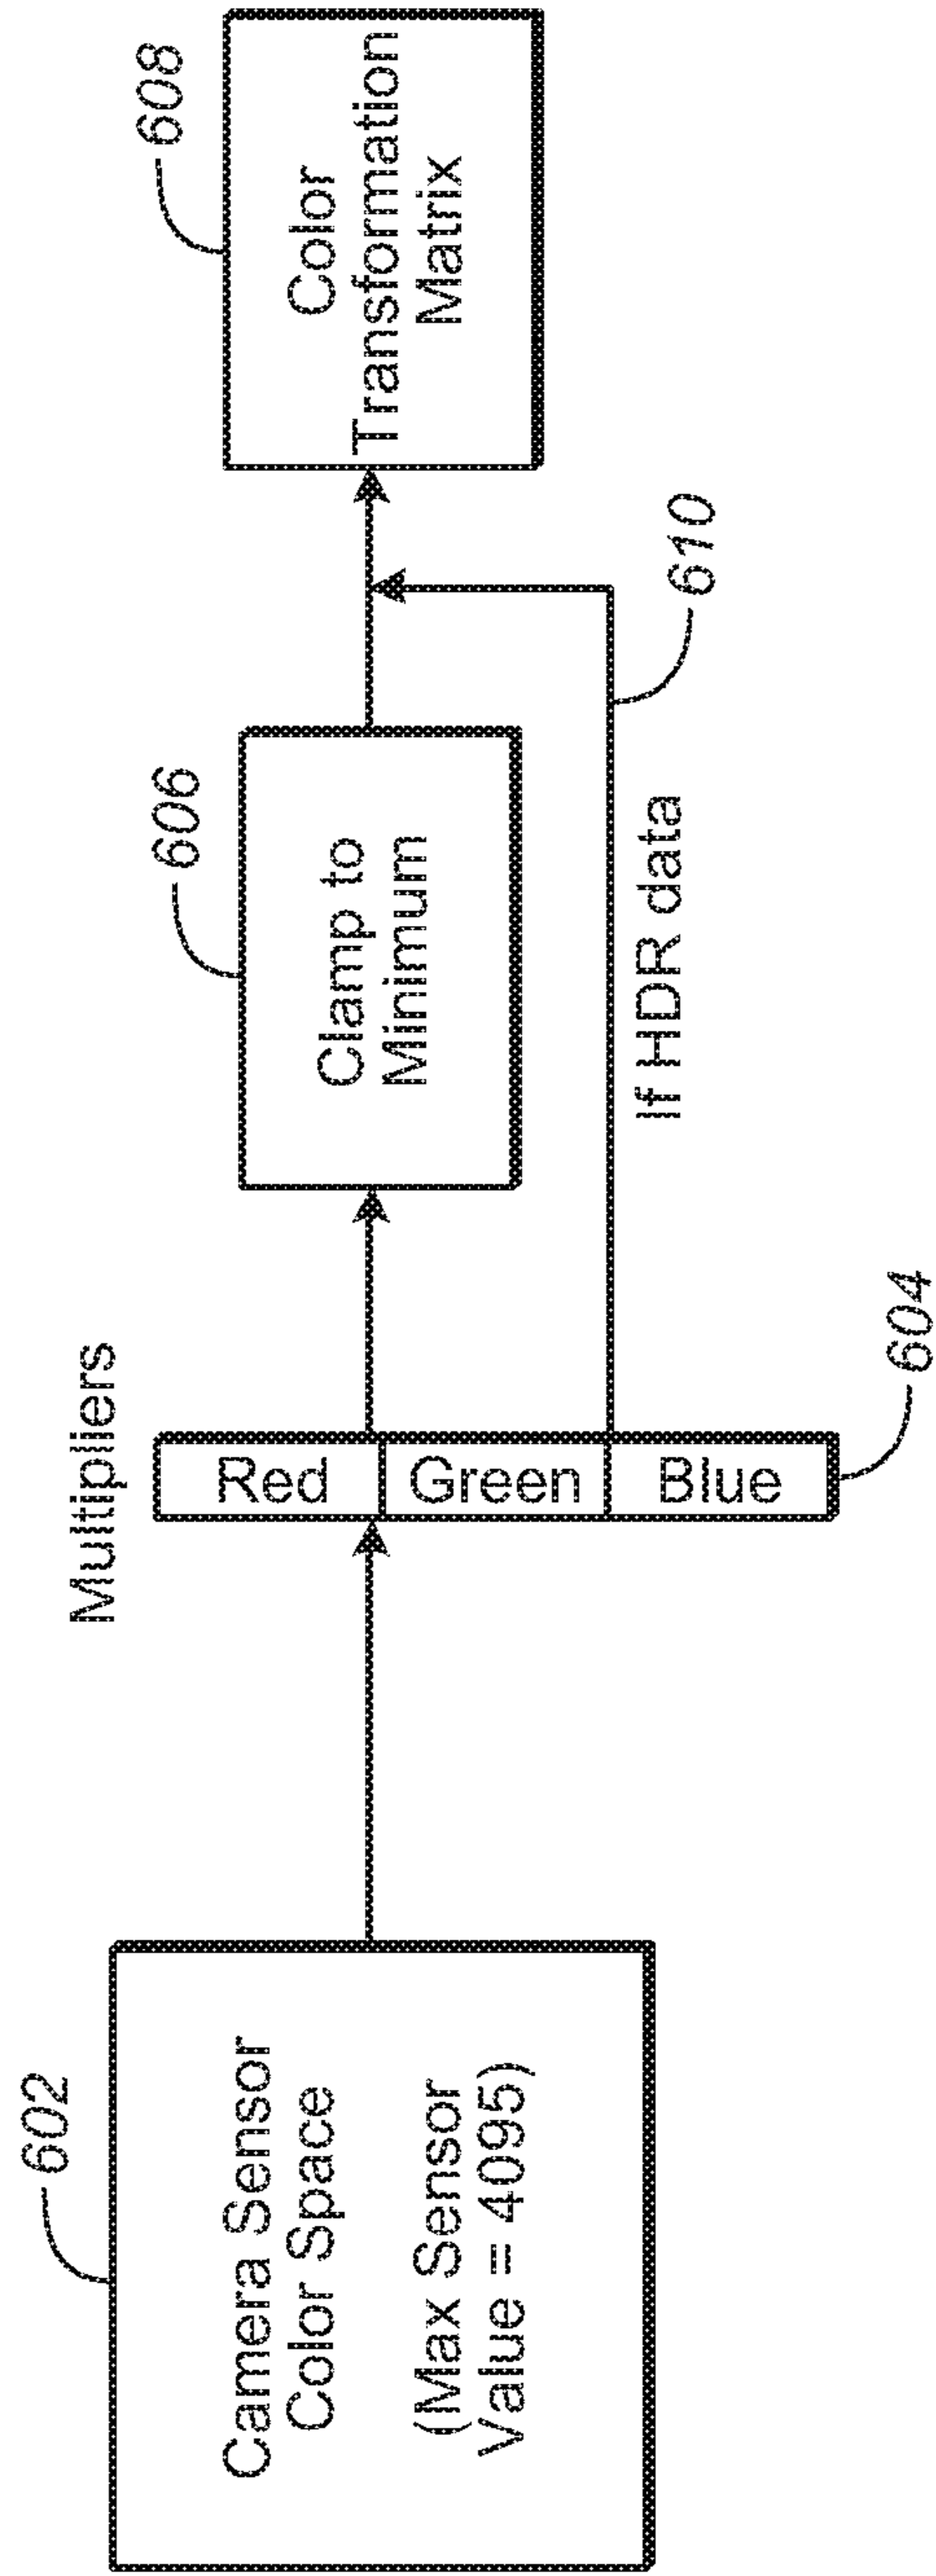 602
Camera Sensor
Color Space
(Max Sensor
Value = 4095)
Multipliers
Red
Green
Blue
604
606
Clamp to
Minimum
If HDR data
610
608
Color
Transformation
Matrix